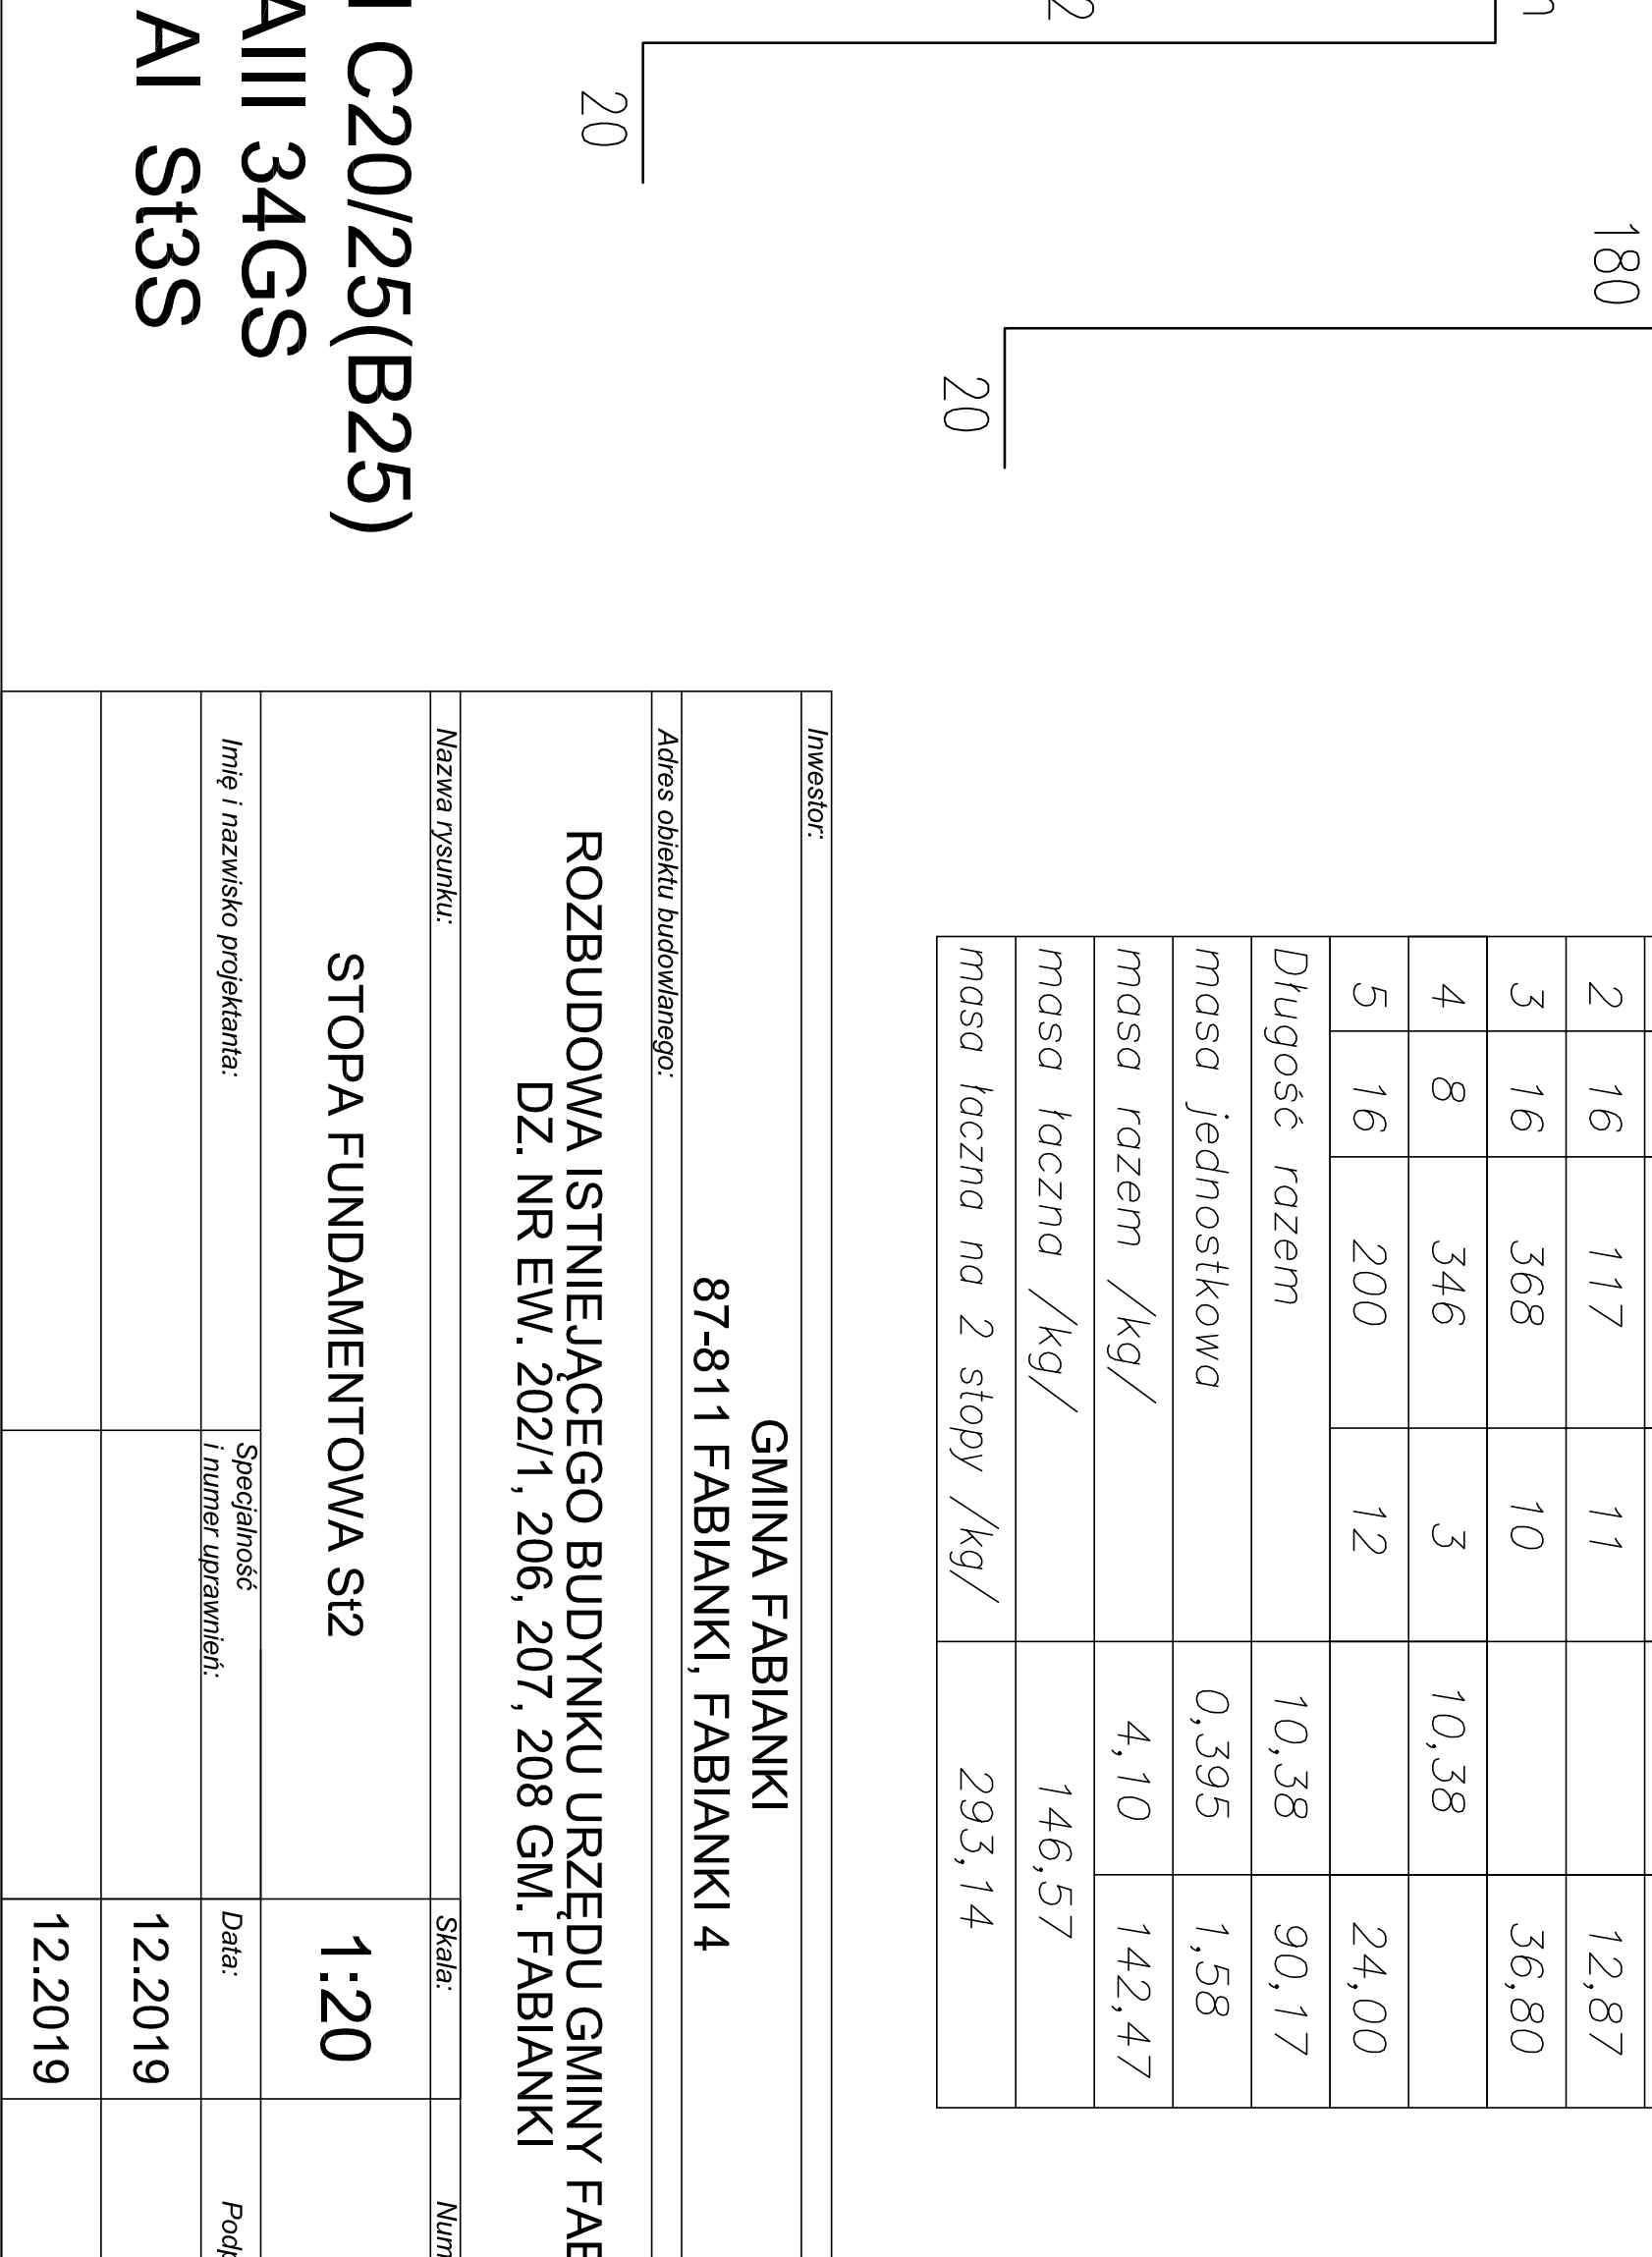 180
20
20
C20/25(B25)
AIII 34GS
AI St3S
2 16 117 11 12,87
3 16 368 10 36,80
4 8 346 3 10,38
5 16 200 12 24,00
Długość razem 10,38 90,17
masa jednostkowa 0,395 1,58
masa razem /kg/ 4,10 142,47
masa łaczna /kg/ 146,57
masa łaczna na 2 stopy /kg/ 293,14
Inwestor:
GMINA FABIANKI
87-811 FABIANKI, FABIANKI 4
Adres obiektu budowlanego:
ROZBUDOWA ISTNIEJĄCEGO BUDYNKU URZĘDU GMINY
DZ. NR EW. 202/1, 206, 207, 208 GM. FABIANKI
Nazwa rysunku: Skala:
STOPA FUNDAMENTOWA St2 1:20
Imię i nazwisko projektanta: Specjalność i numer uprawnień: Data:
12.2019
12.2019